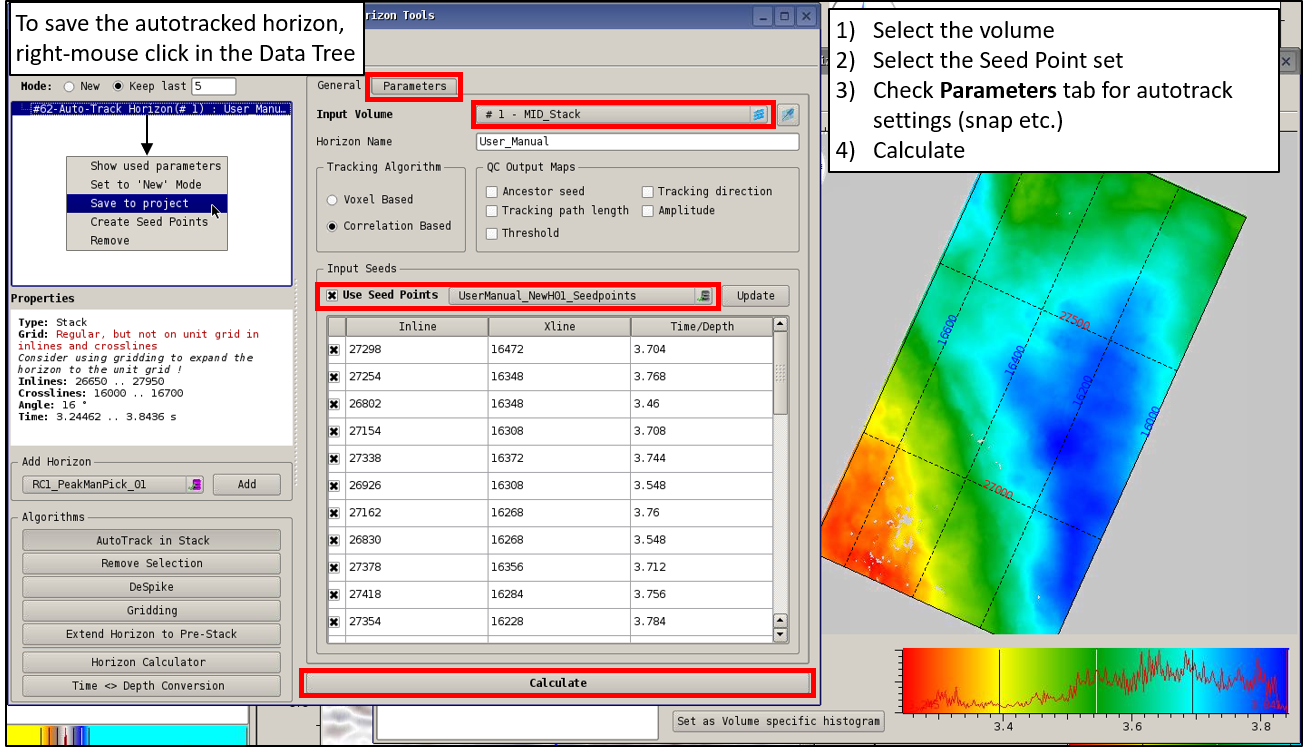 To save the autotracked horizon,
right-mouse click in the Data Tree
rizon Tools
1) Select the volume
2) Select the Seed Point set
3) Check Parameters tab for autotrack
settings (snap etc.)
4) Calculate
Mode: New Keep last 5
#62-Auto-Track Horizon(# 1) : User_Manu...
Show used parameters
Set to 'New' Mode
Save to project
Create Seed Points
Remove
Properties
Type: Stack
Grid: Regular, but not on unit grid in
inlines and crosslines
Consider using gridding to expand the
horizon to the unit grid !
Inlines: 26650 .. 27950
Crosslines: 16000 .. 16700
Angle: 16 °
Time: 3.24462 .. 3.8436 s
Add Horizon
RC1_PeakManPick_01 Add
Algorithms
AutoTrack in Stack
Remove Selection
DeSpike
Gridding
Extend Horizon to Pre-Stack
Horizon Calculator
Time <> Depth Conversion
General Parameters
Input Volume # 1 - MID_Stack
Horizon Name User_Manual
Tracking Algorithm
Voxel Based
Correlation Based
QC Output Maps
Ancestor seed Tracking direction
Tracking path length Amplitude
Threshold
Input Seeds
Use Seed Points UserManual_NewH01_Seedpoints Update
Inline Xline Time/Depth
27298 16472 3.704
27254 16348 3.768
26802 16348 3.46
27154 16308 3.708
27338 16372 3.744
26926 16308 3.548
27162 16268 3.76
26830 16268 3.548
27378 16356 3.712
27418 16284 3.756
27354 16228 3.784
Calculate
27500
16600
16400
16200
16000
27000
Set as Volume specific histogram
3.4 3.6 3.8